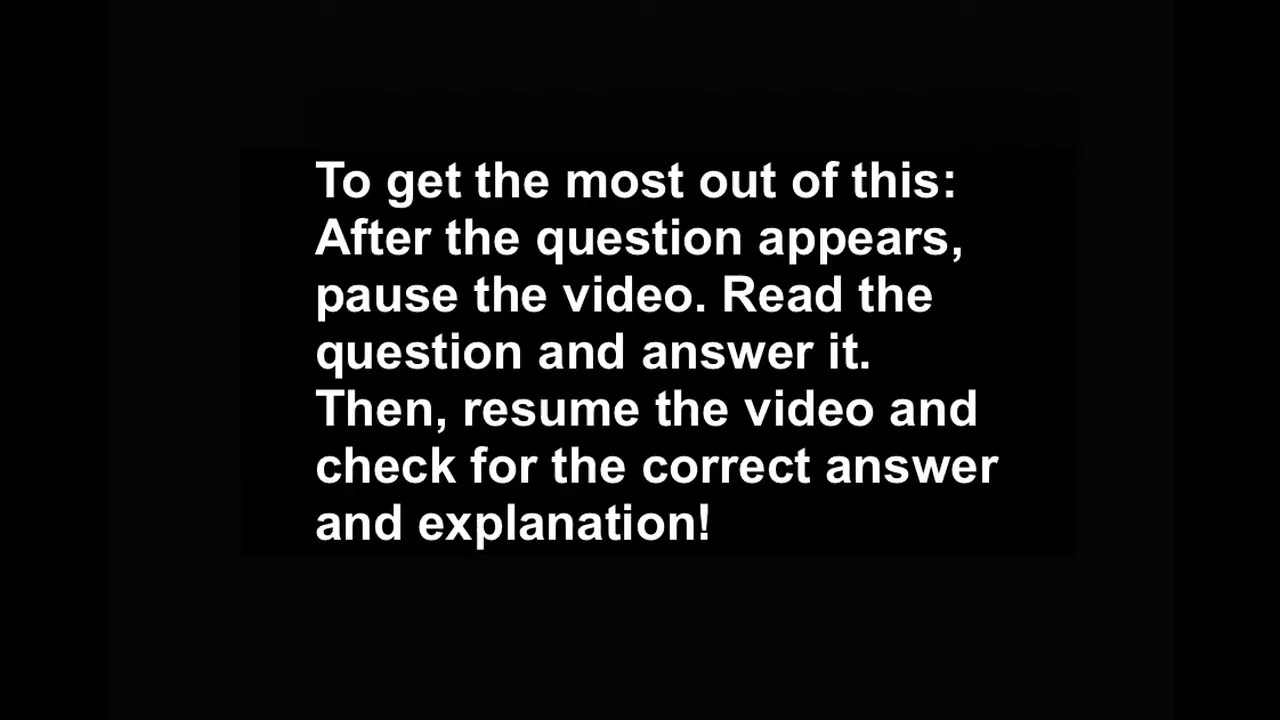 To get the most out of this:
After the question appears,
pause the video. Read the
question and answer it.
Then, resume the video and
check for the correct answer
and explanation!